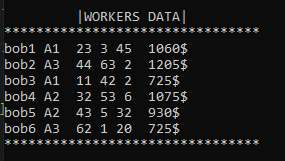 |WORKERS DATA|
*******************************
bob1 A1 23 3 45 1060$
bob2 A3 44 63 2 1205$
bob3 A1 11 42 2 725$
bob4 A2 32 53 6 1075$
bob5 A2 43 5 32 930$
bob6 A3 62 1 20 725$
*******************************